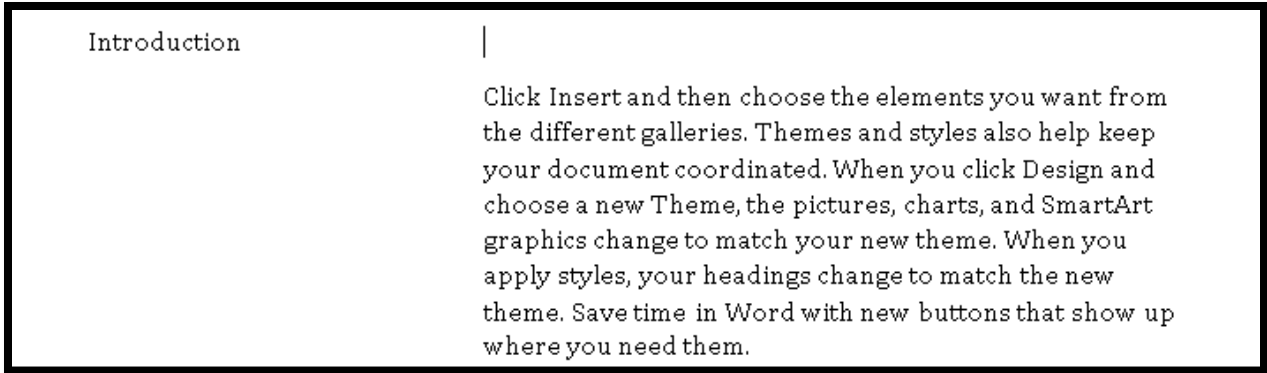 Introduction
Click Insert and then choose the elements you want from
the different galleries. Themes and styles also help keep
your document coordinated. When you click Design and
choose a new Theme, the pictures, charts, and SmartArt
graphics change to match your new theme. When you
apply styles, your headings change to match the new
theme. Save time in Word with new buttons that show up
where you need them.